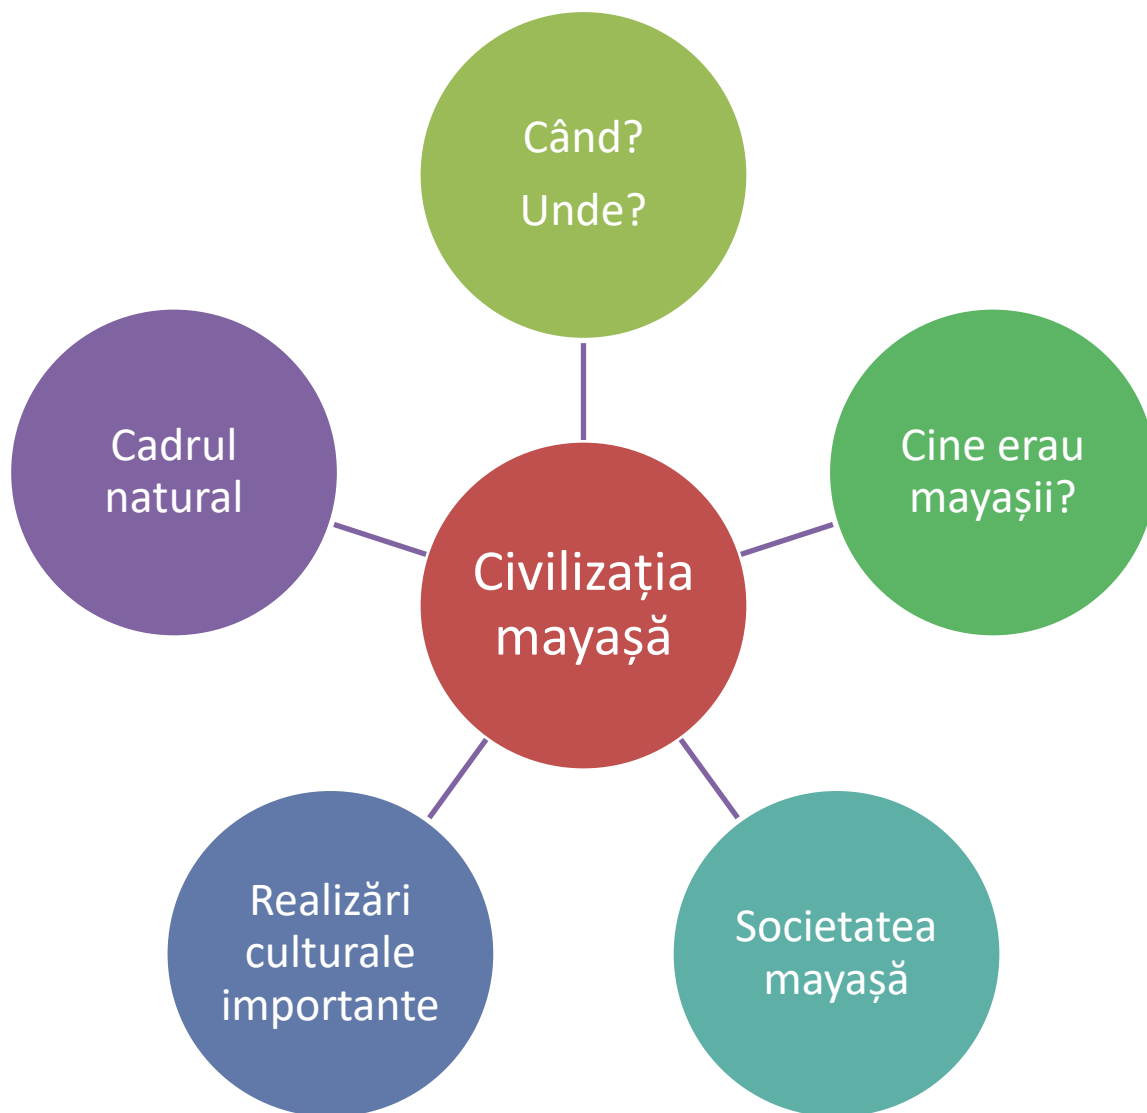 Când?
Unde?
Cadrul
natural
Cine erau
mayașii?
Civilizația
mayașă
Realizări
culturale
importante
Societatea
mayașă